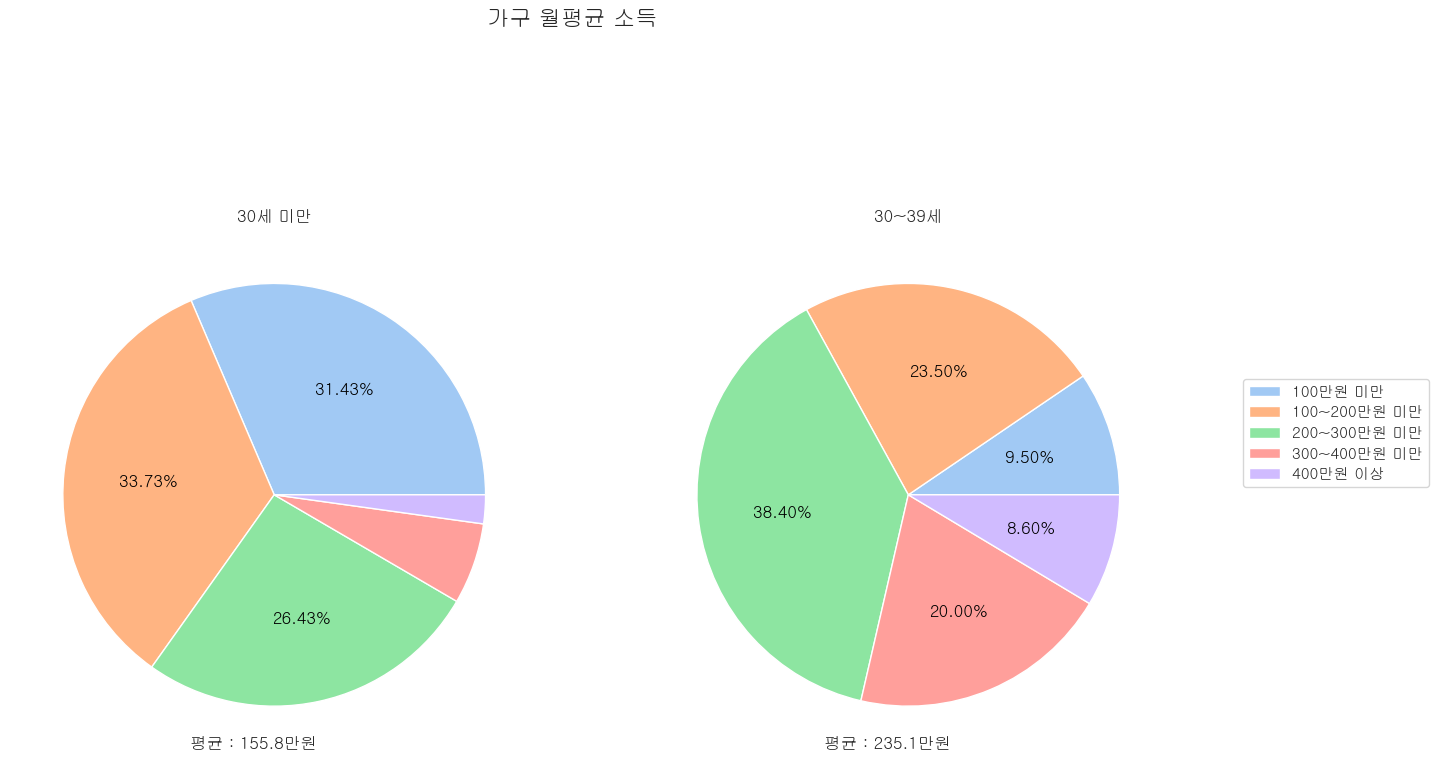 가구 월평균 소득
30세 미만
31.43%
33.73%
26.43%
평균 : 155.8만원
30~39세
23.50%
9.50%
38.40%
8.60%
20.00%
평균 : 235.1만원
100만원 미만
100~200만원 미만
200~300만원 미만
300~400만원 미만
400만원 이상